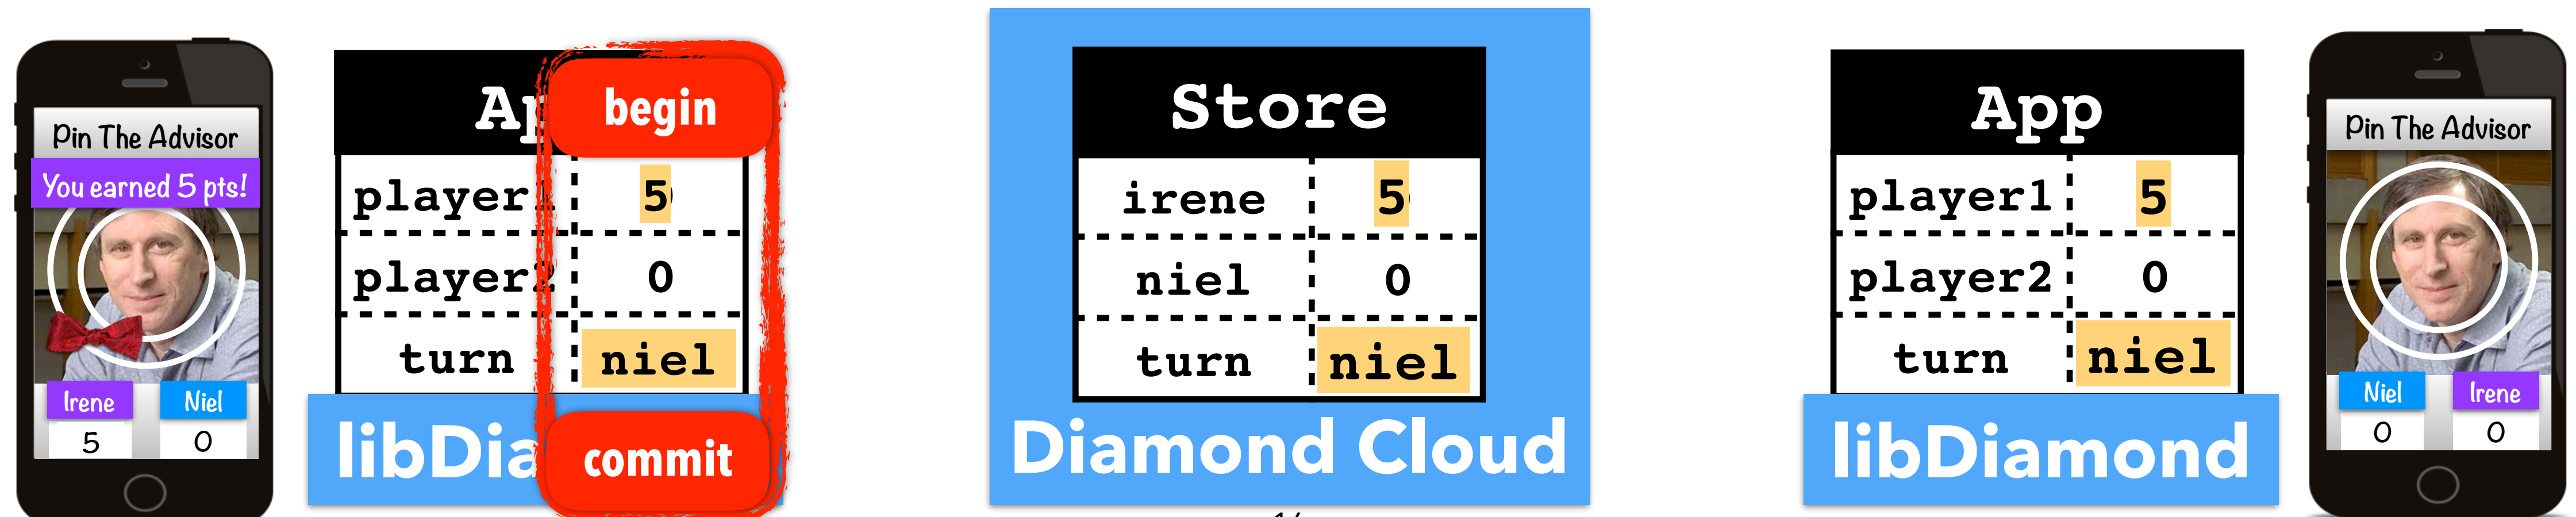 Pin The Advisor
You earned 5 pts!
Irene Niel
5 0
begin
player 5
player 0
turn niel
commit
Store
irene 5
niel 0
turn niel
Diamond Cloud
App
player1 5
player2 0
turn niel
libDiamond
Pin The Advisor
Niel Irene
0 0